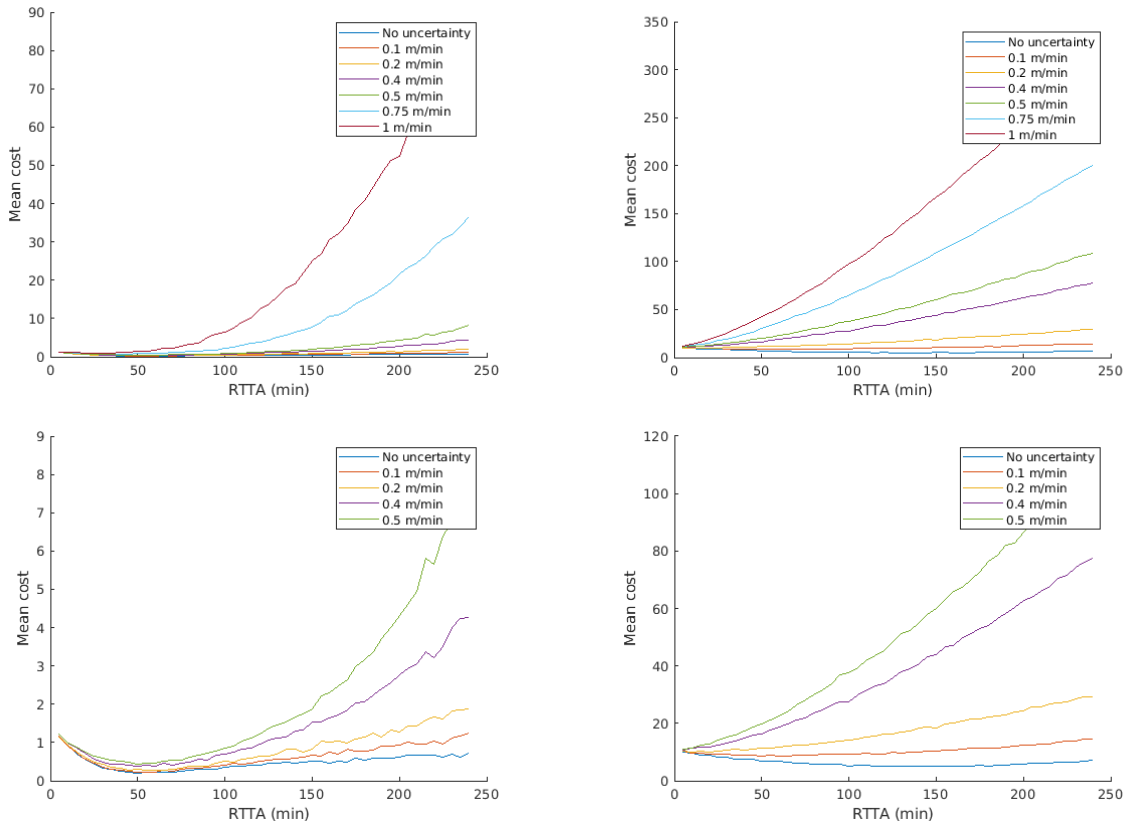 90
80
70
60
50
40
30
20
10
0
Mean cost
0 50 100 150 200 250
RTTA (min)
No uncertainty
0.1 m/min
0.2 m/min
0.4 m/min
0.5 m/min
0.75 m/min
1 m/min
350
300
250
200
150
100
50
0
Mean cost
0 50 100 150 200 250
RTTA (min)
No uncertainty
0.1 m/min
0.2 m/min
0.4 m/min
0.5 m/min
0.75 m/min
1 m/min
9
8
7
6
5
4
3
2
1
0
Mean cost
0 50 100 150 200 250
RTTA (min)
No uncertainty
0.1 m/min
0.2 m/min
0.4 m/min
0.5 m/min
120
100
80
60
40
20
0
Mean cost
0 50 100 150 200 250
RTTA (min)
No uncertainty
0.1 m/min
0.2 m/min
0.4 m/min
0.5 m/min